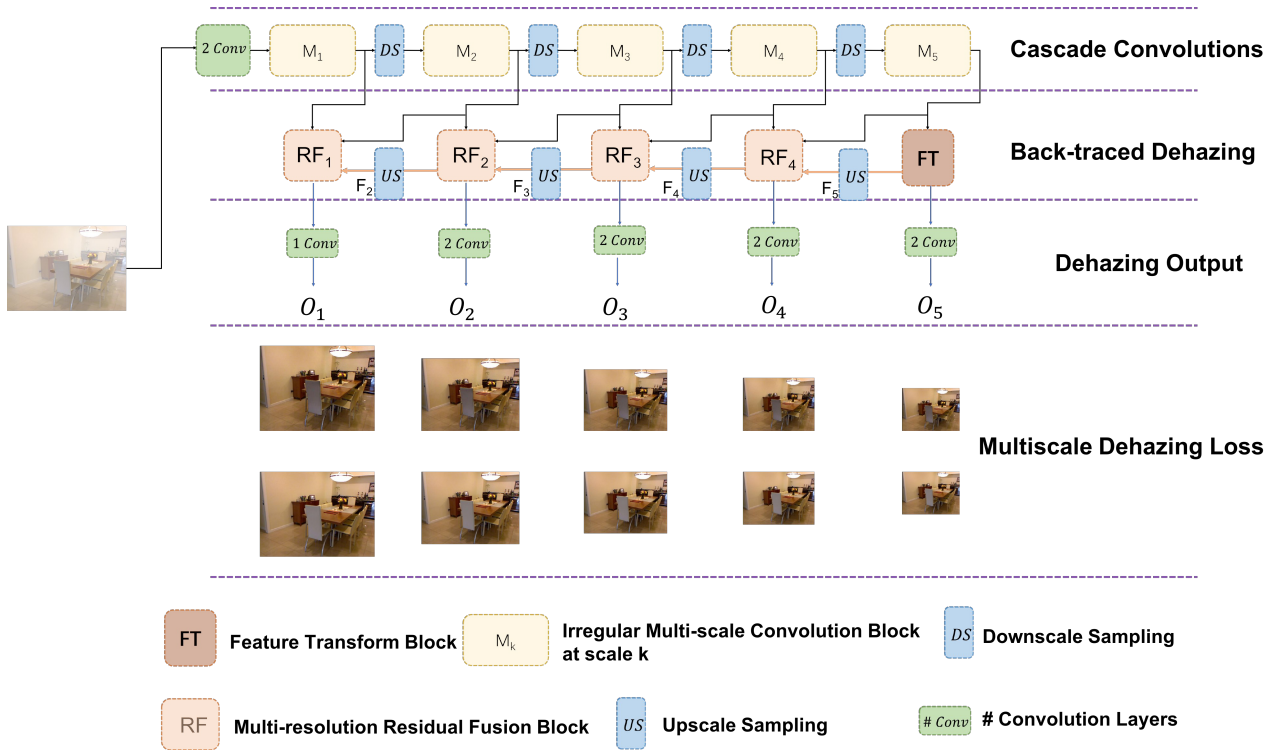 2 Conv M₁ DS M₂ DS M₃ DS M₄ DS M₅ Cascade Convolutions
RF₁ RF₂ RF₃ RF₄ FT Back-traced Dehazing
US US US US
F₂ F₃ F₄ F₅
1 Conv 2 Conv 2 Conv 2 Conv 2 Conv
Dehazing Output
O₁ O₂ O₃ O₄ O₅
Multiscale Dehazing Loss
FT Feature Transform Block
M_k Irregular Multi-scale Convolution Block
at scale k
DS Downscale Sampling
RF Multi-resolution Residual Fusion Block
US Upscale Sampling
# Conv # Convolution Layers